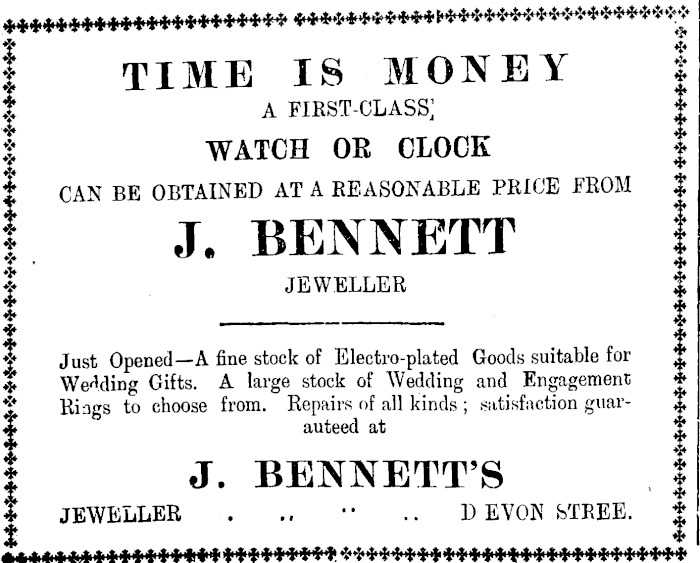 TIME IS MONEY
A FIRST-CLASS;
WATCH OR CLOCK
CAN BE OBTAINED AT A REASONABLE PRICE FROM
J. BENNETT
JEWELLER
Just Opened—A fine stock of Electro-plated Goods suitable for
Wedding Gifts. A large stock of Wedding and Engagement
Rings to choose from. Repairs of all kinds ; satisfaction guar-
auteed at
J. BENNETT'S
JEWELLER . .. .. .. D EVON STREE.